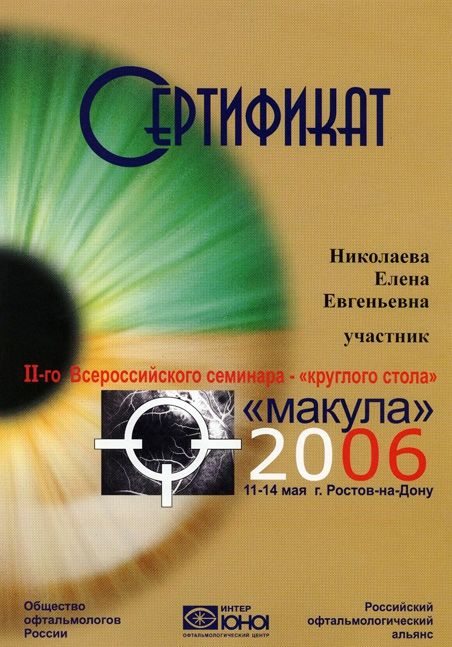 Сертификат
Николаева
Елена
Евгеньевна
участник
II-го Всероссийского семинара - «круглого стола»
«макула»
2006
11-14 мая г. Ростов-на-Дону
Общество
офтальмологов
России
ИНТЕР
ЮНА
ОФТАЛЬМОЛОГИЧЕСКИЙ ЦЕНТР
Российский
офтальмологический
альянс